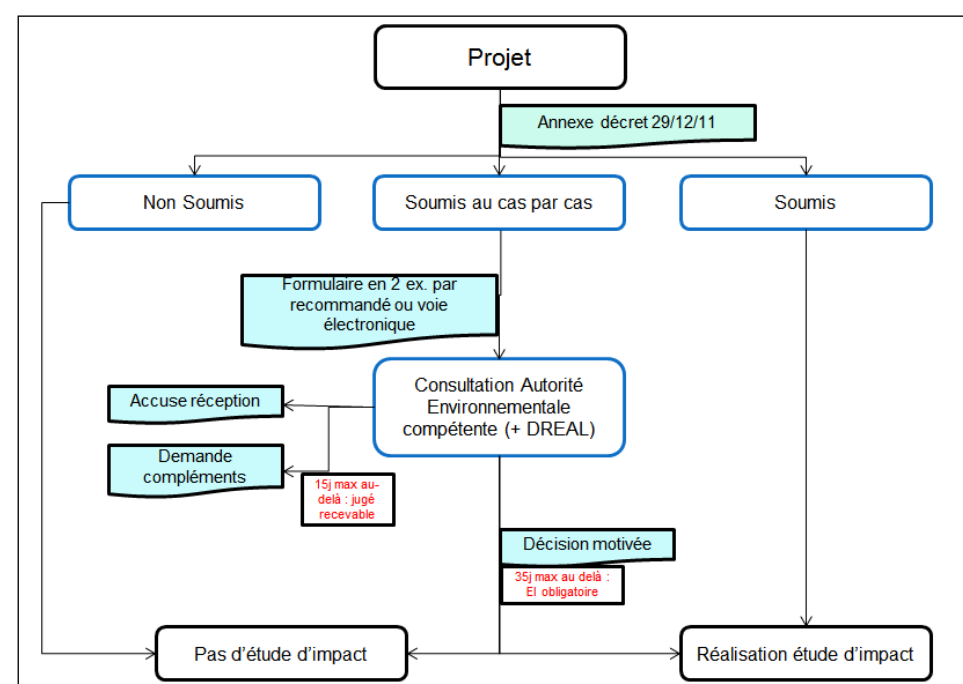 Projet
Annexe décret 29/12/11
Non Soumis
Soumis au cas par cas
Soumis
Formulaire en 2 ex. par
recommandé ou voie
électronique
Consultation Autorité
Environnementale
compétente (+ DREAL)
Accuse réception
Demande
compléments
15j max au-
delà : jugé
recevable
Décision motivée
35j max au delà :
EI obligatoire
Pas d'étude d'impact
Réalisation étude d'impact